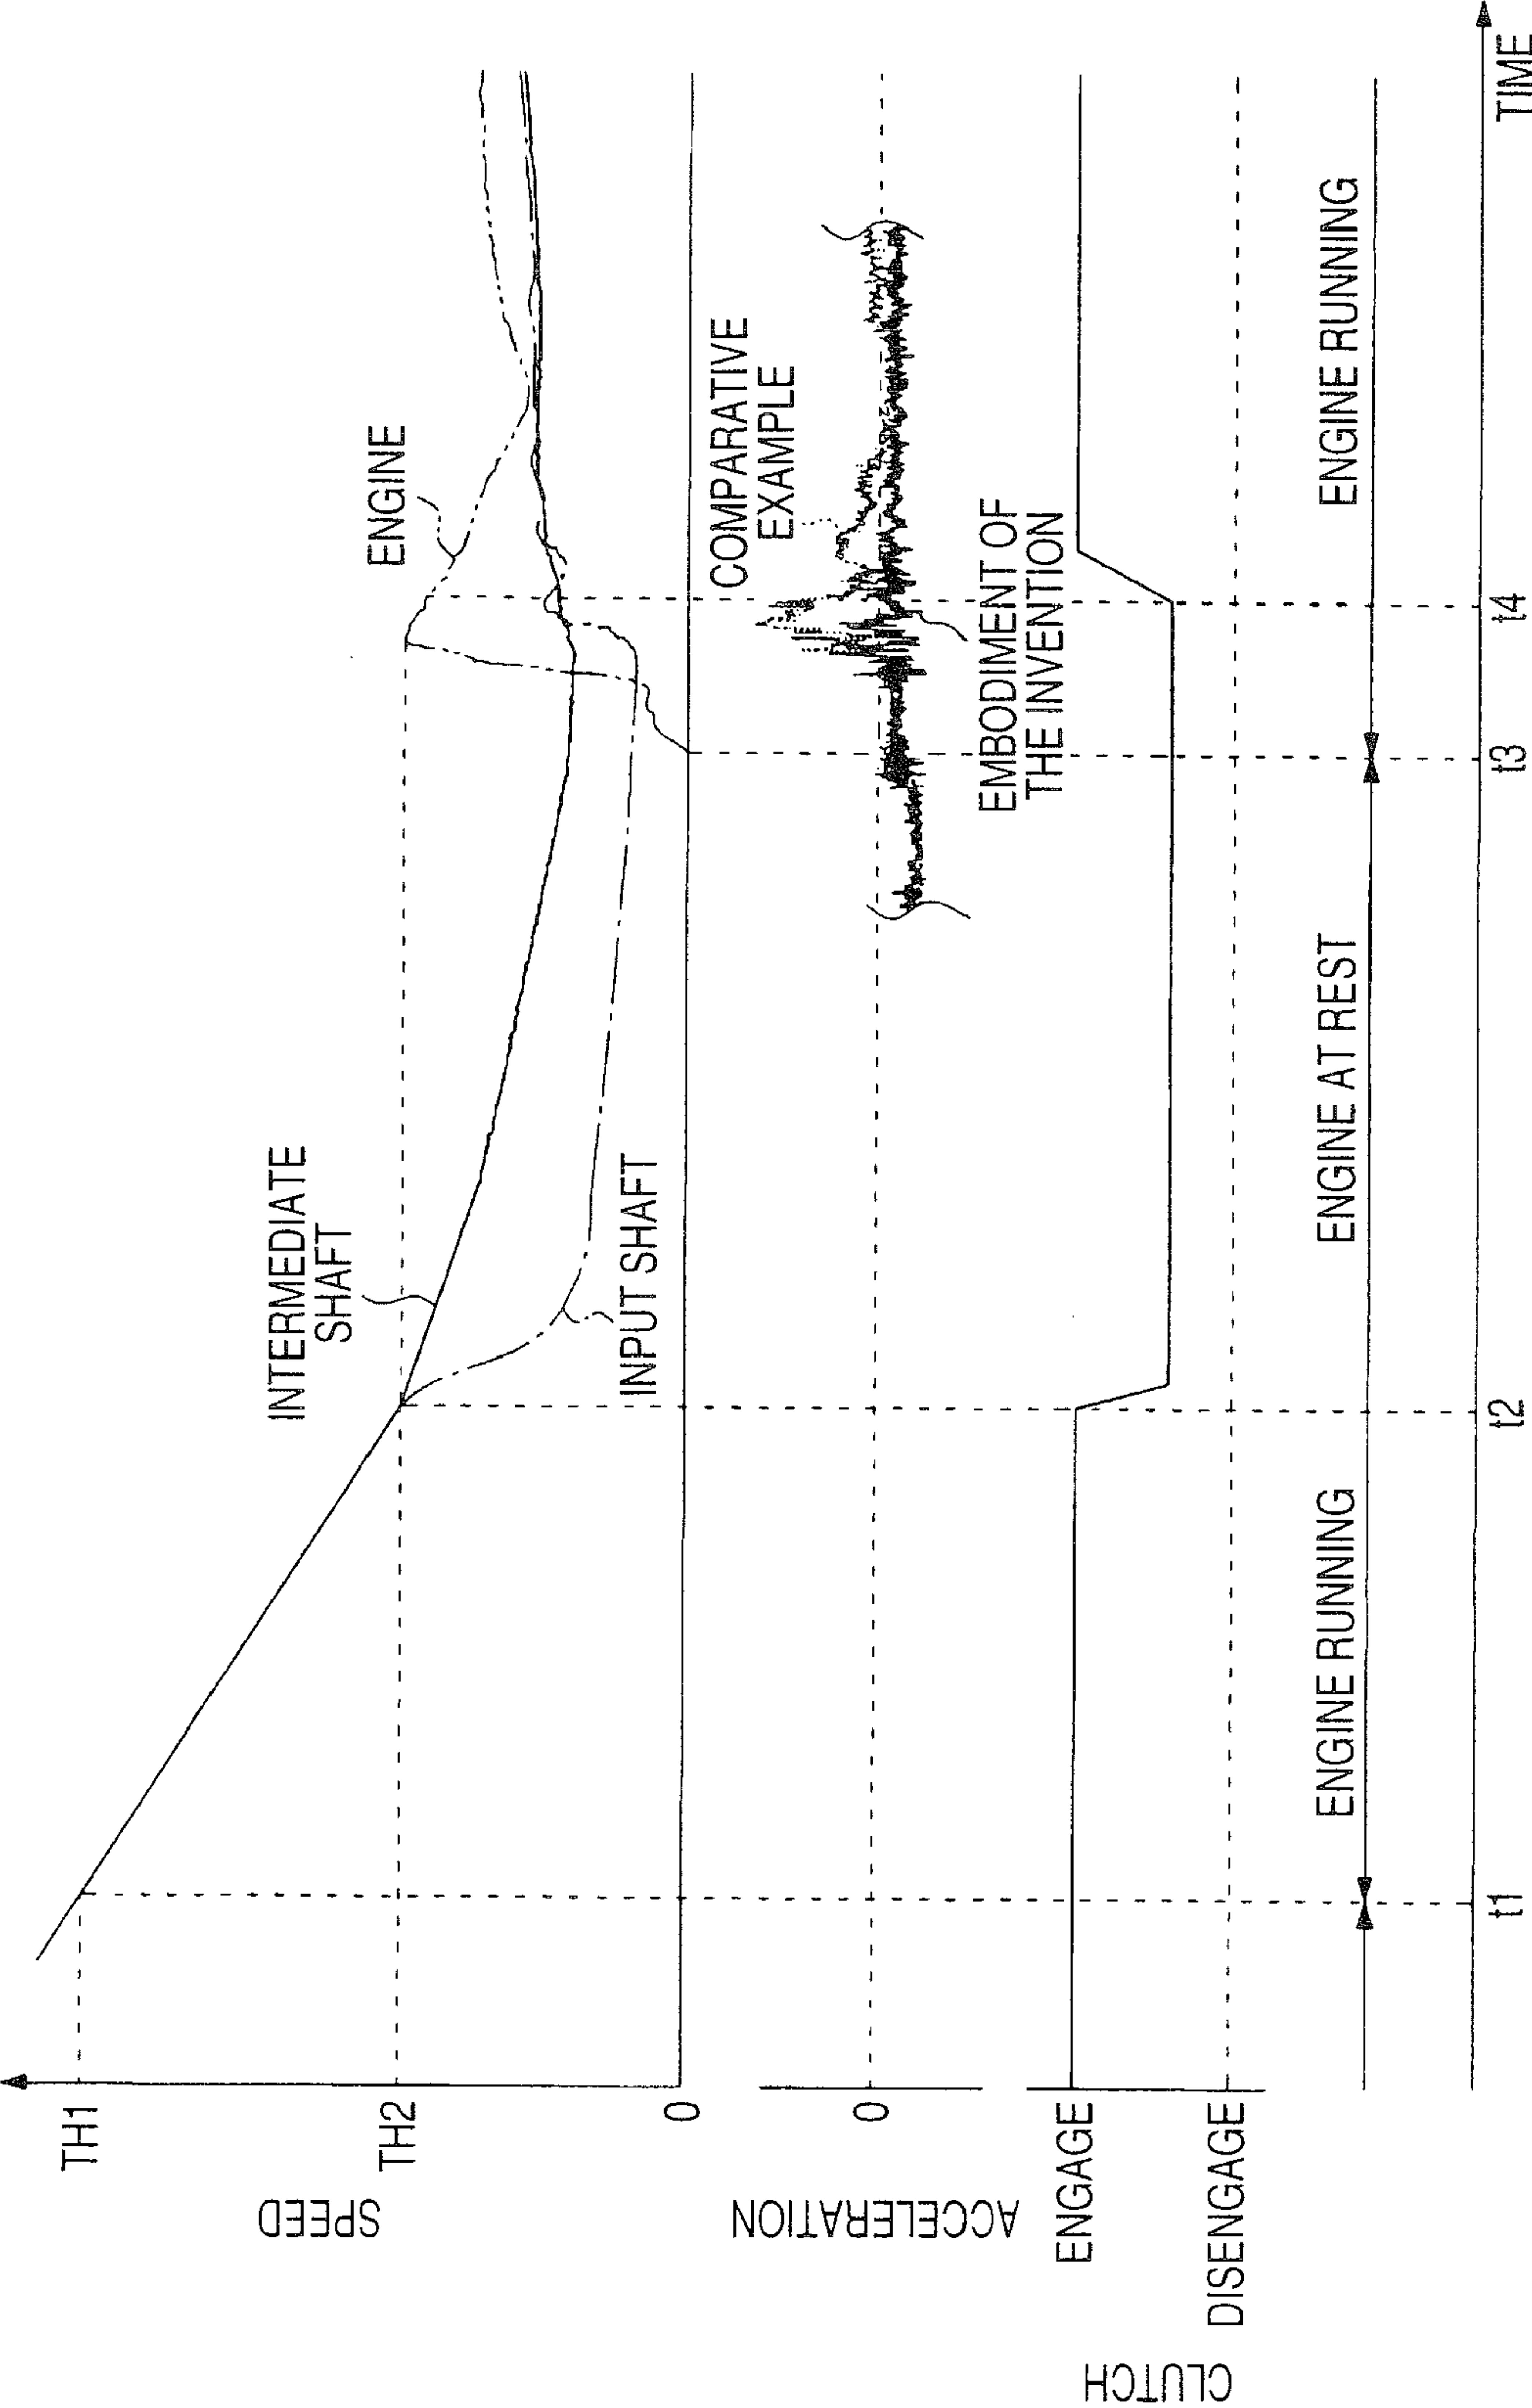 SPEED
TH1
TH2
0
INTERMEDIATE
SHAFT
INPUT SHAFT
ENGINE
ACCELERATION
0
COMPARATIVE
EXAMPLE
EMBODIMENT OF
THE INVENTION
CLUTCH
ENGAGE
DISENGAGE
ENGINE RUNNING
ENGINE AT REST
ENGINE RUNNING
t1
t2
t3
t4
TIME